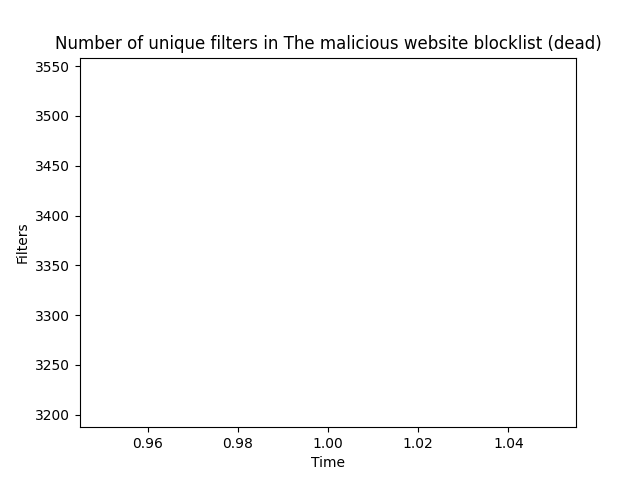 Number of unique filters in The malicious website blocklist (dead)
3550
3500
3450
3400
3350
3300
3250
3200
Filters
0.96 0.98 1.00 1.02 1.04
Time